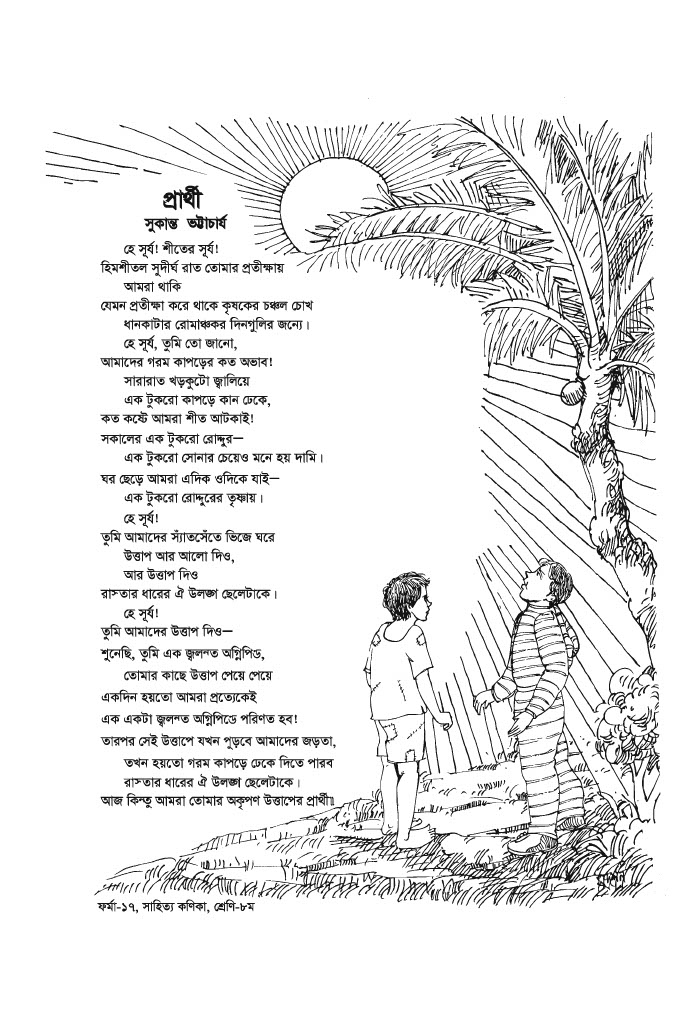 প্রার্থী
সুকান্ত ভট্টাচার্য
হে সূর্য! শীতের সূর্য!
হিমশীতল সুদীর্ঘ রাত তোমার প্রতীক্ষায়
আমরা থাকি
যেমন প্রতীক্ষা করে থাকে কৃষকের চঞ্চল চোখ
ধানকাটার রোমাঞ্চকর দিনগুলির জন্যে।
হে সূর্য, তুমি তো জানো,
আমাদের গরম কাপড়ের কত অভাব!
সারারাত খড়কুটো জ্বালিয়ে
এক টুকরো কাপড়ে কান ঢেকে,
কত কষ্টে আমরা শীত আটকাই!
সকালের এক টুকরো রোদ্দুর—
এক টুকরো সোনার চেয়েও মনে হয় দামি।
ঘর ছেড়ে আমরা এদিক ওদিকে যাই—
এক টুকরো রোদ্দুরের তৃষ্ণায়।
হে সূর্য!
তুমি আমাদের স্যাঁতসেঁতে ভিজে ঘরে
উত্তাপ আর আলো দিও,
আর উত্তাপ দিও
রাস্তার ধারের ঐ উলঙ্গ ছেলেটাকে।
হে সূর্য!
তুমি আমাদের উত্তাপ দিও—
শুনেছি, তুমি এক জ্বলন্ত অগ্নিপিণ্ড,
তোমার কাছে উত্তাপ পেয়ে পেয়ে
একদিন হয়তো আমরা প্রত্যেকেই
এক একটা জ্বলন্ত অগ্নিপিণ্ডে পরিণত হব!
তারপর সেই উত্তাপে যখন পুড়বে আমাদের জড়তা,
তখন হয়তো গরম কাপড়ে ঢেকে দিতে পারব
রাস্তার ধারের ঐ উলঙ্গ ছেলেটাকে।
আজ কিন্তু আমরা তোমার অকৃপণ উত্তাপের প্রার্থী॥
ফর্মা-১৭, সাহিত্য কণিকা, শ্রেণি-৮ম